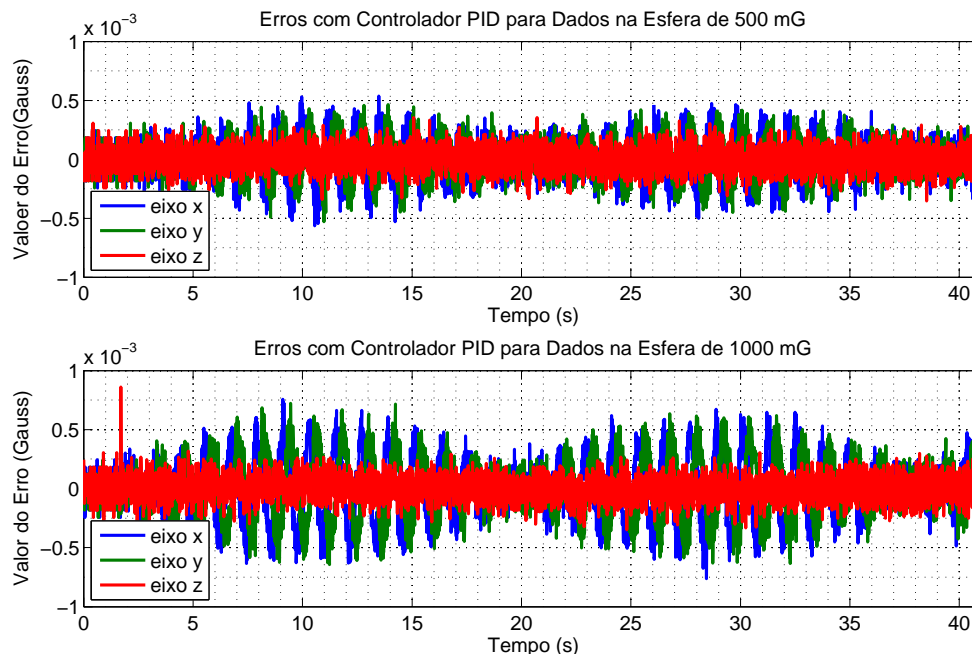 Erros com Controlador PID para Dados na Esfera de 500 mG
x 10⁻³
1
0.5
0
−0.5
−1
Valoer do Erro(Gauss)
eixo x
eixo y
eixo z
0 5 10 15 20 25 30 35 40
Tempo (s)
Erros com Controlador PID para Dados na Esfera de 1000 mG
x 10⁻³
1
0.5
0
−0.5
−1
Valor do Erro (Gauss)
eixo x
eixo y
eixo z
0 5 10 15 20 25 30 35 40
Tempo (s)